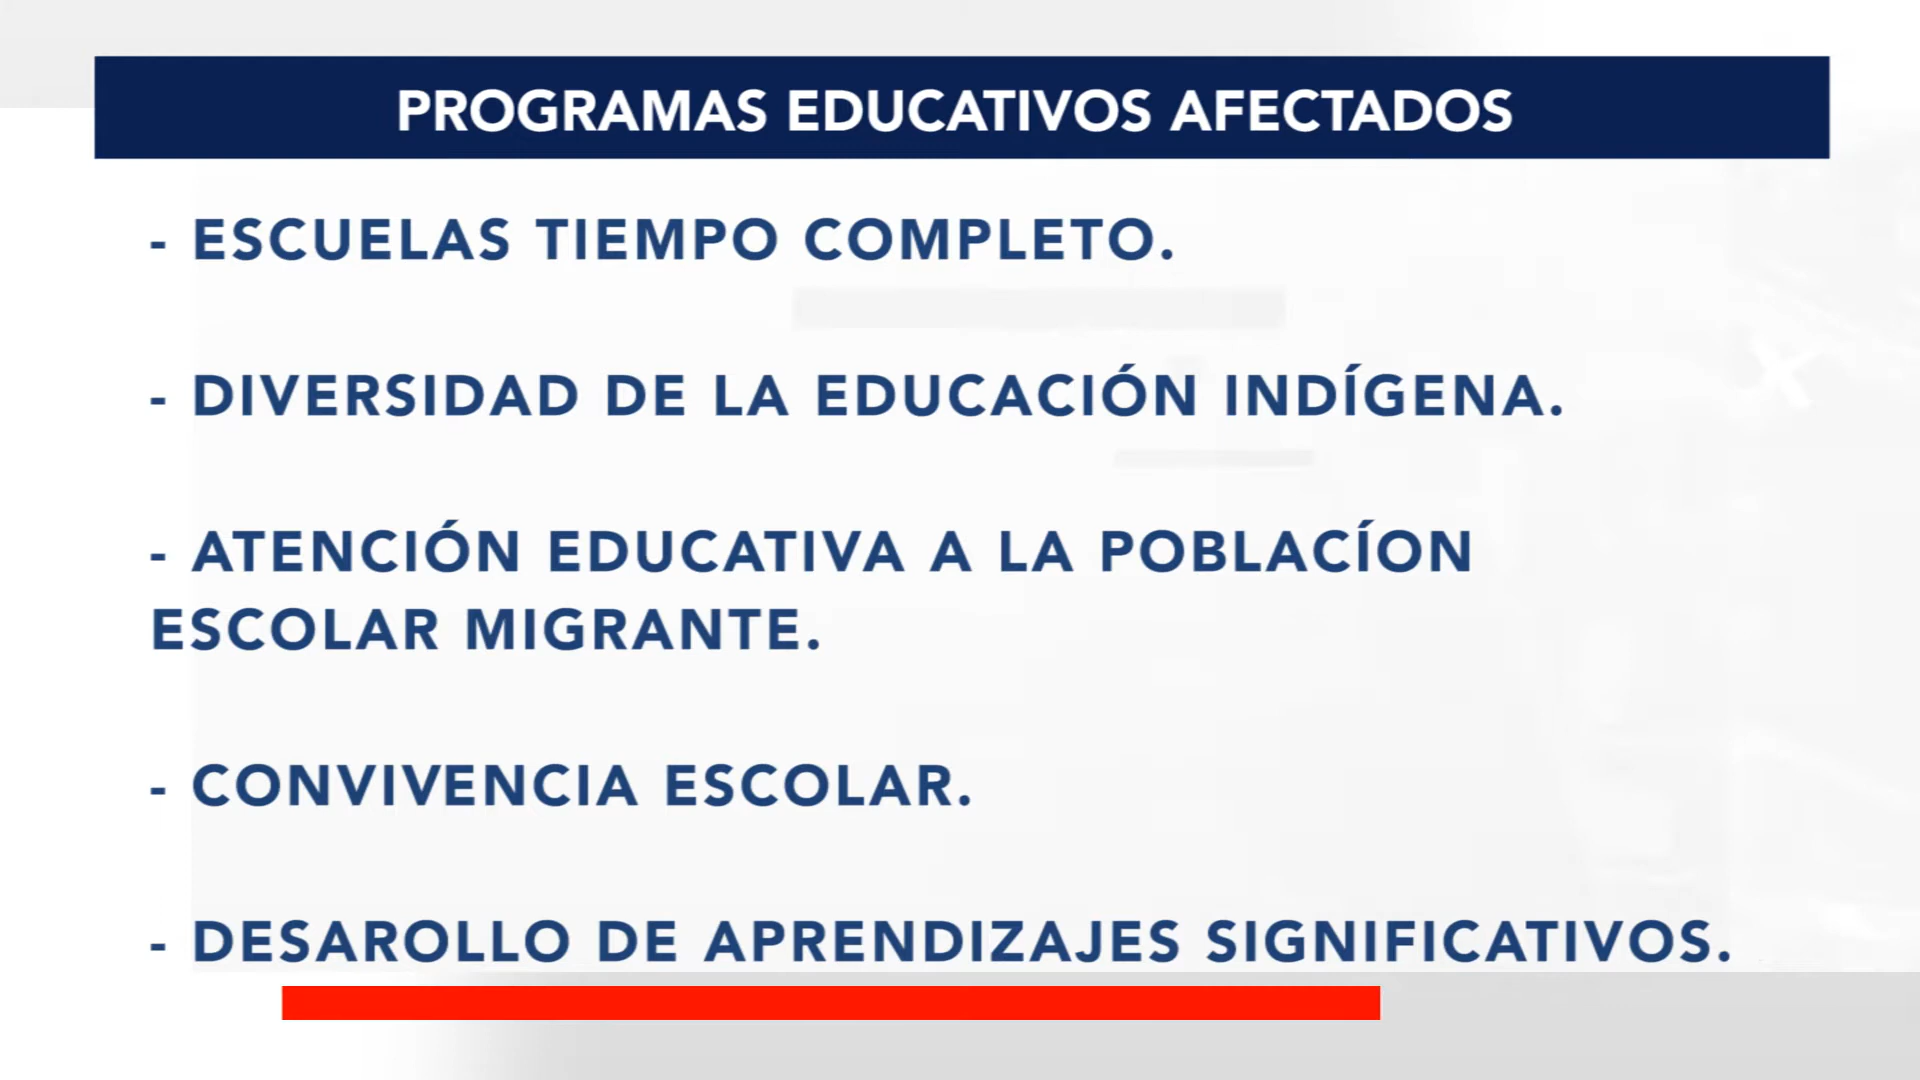 PROGRAMAS EDUCATIVOS AFECTADOS
- ESCUELAS TIEMPO COMPLETO.
- DIVERSIDAD DE LA EDUCACIÓN INDÍGENA.
- ATENCIÓN EDUCATIVA A LA POBLACÍON
ESCOLAR MIGRANTE.
- CONVIVENCIA ESCOLAR.
- DESAROLLO DE APRENDIZAJES SIGNIFICATIVOS.